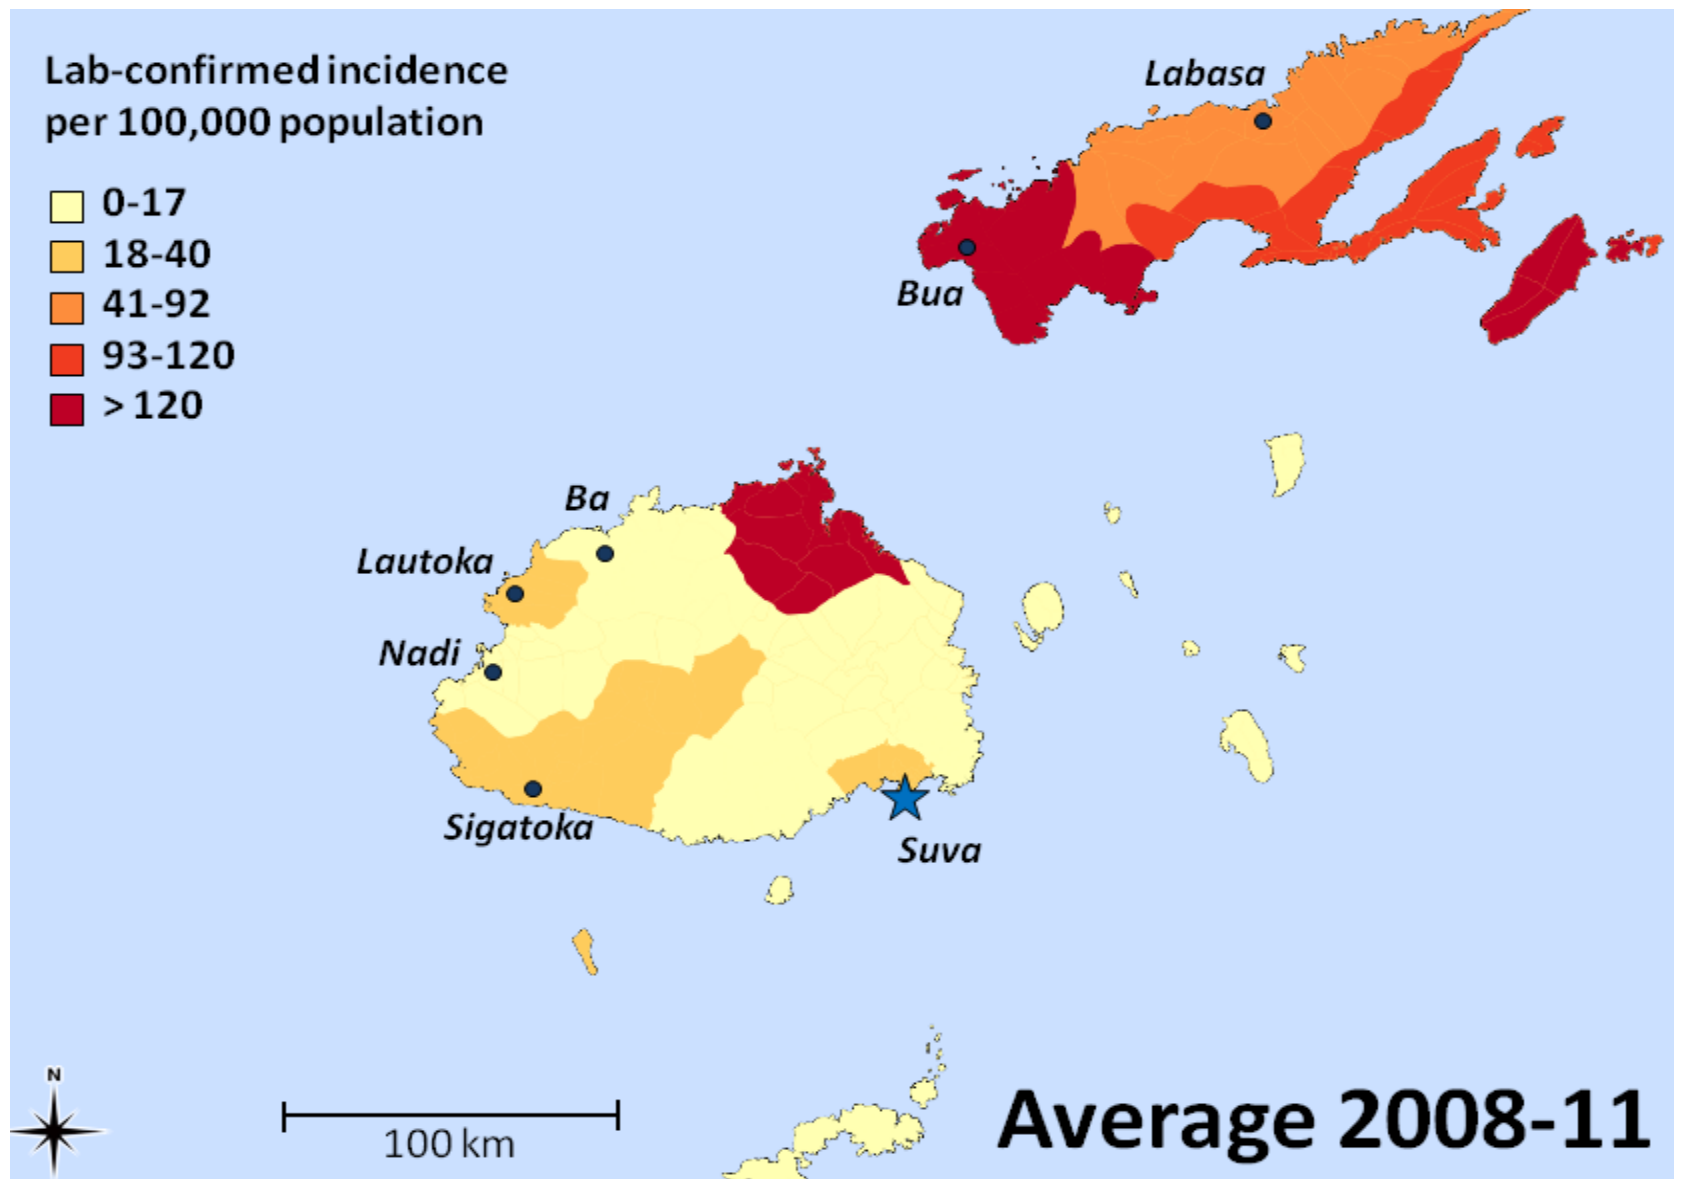 Lab-confirmed incidence
per 100,000 population
0-17
18-40
41-92
93-120
> 120
Labasa
Bua
Ba
Lautoka
Nadi
Sigatoka
Suva
N
100 km
Average 2008-11